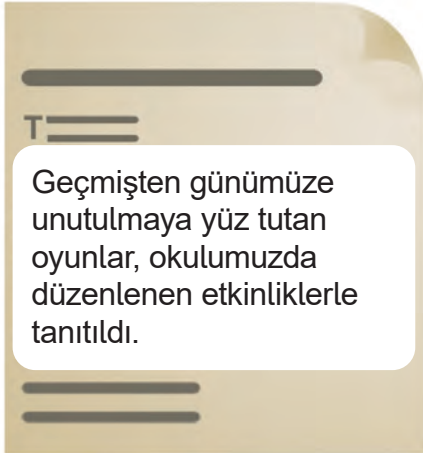 T
Geçmişten günümüze
unutulmaya yüz tutan
oyunlar, okulumuzda
düzenlenen etkinliklerle
tanıtıldı.